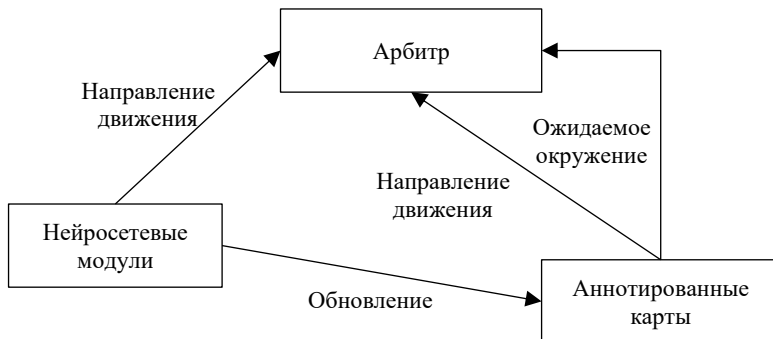 Арбитр
Направление
движения
Ожидаемое
окружение
Направление
движения
Нейросетевые
модули
Обновление
Аннотированные
карты